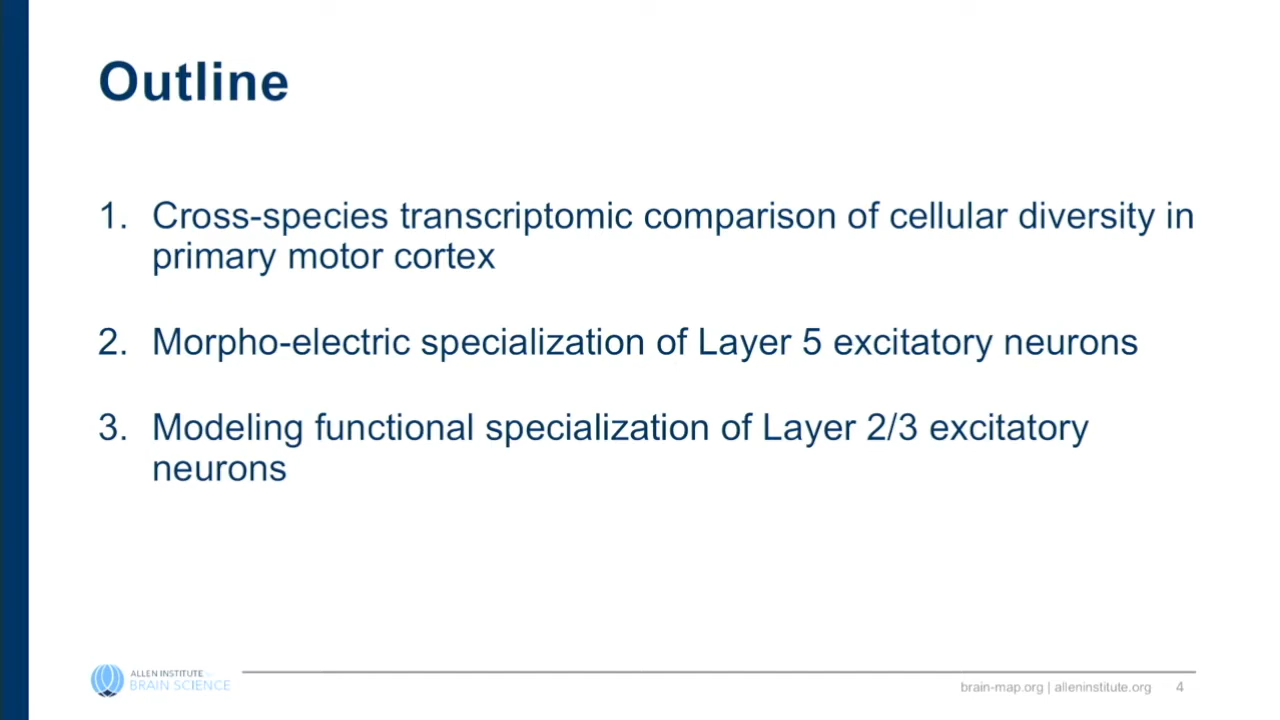 Outline
1. Cross-species transcriptomic comparison of cellular diversity in
primary motor cortex
2. Morpho-electric specialization of Layer 5 excitatory neurons
3. Modeling functional specialization of Layer 2/3 excitatory
neurons
ALLEN INSTITUTE
BRAIN SCIENCE
brain-map.org | alleninstitute.org 4